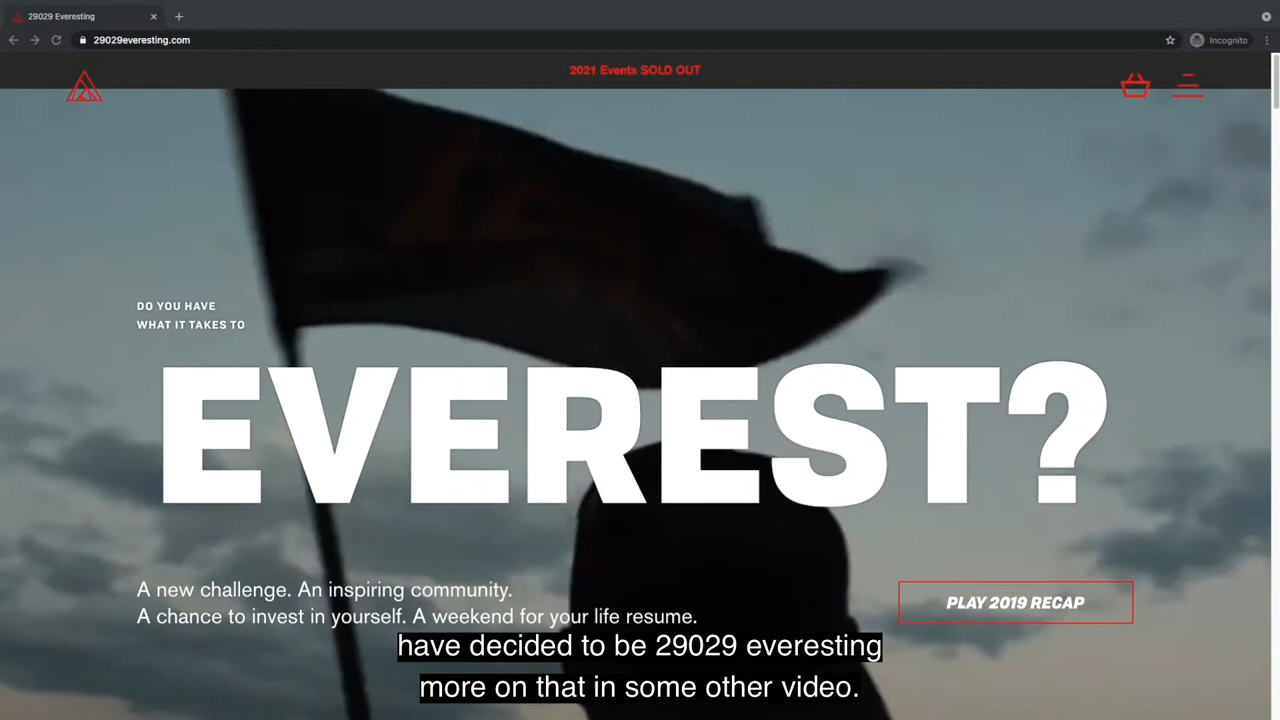 29029 Everesting
29029everesting.com
Incognito
2021 Events SOLD OUT
DO YOU HAVE
WHAT IT TAKES TO
EVEREST?
A new challenge. An inspiring community.
A chance to invest in yourself. A weekend for your life resume.
PLAY 2019 RECAP
have decided to be 29029 everesting
more on that in some other video.